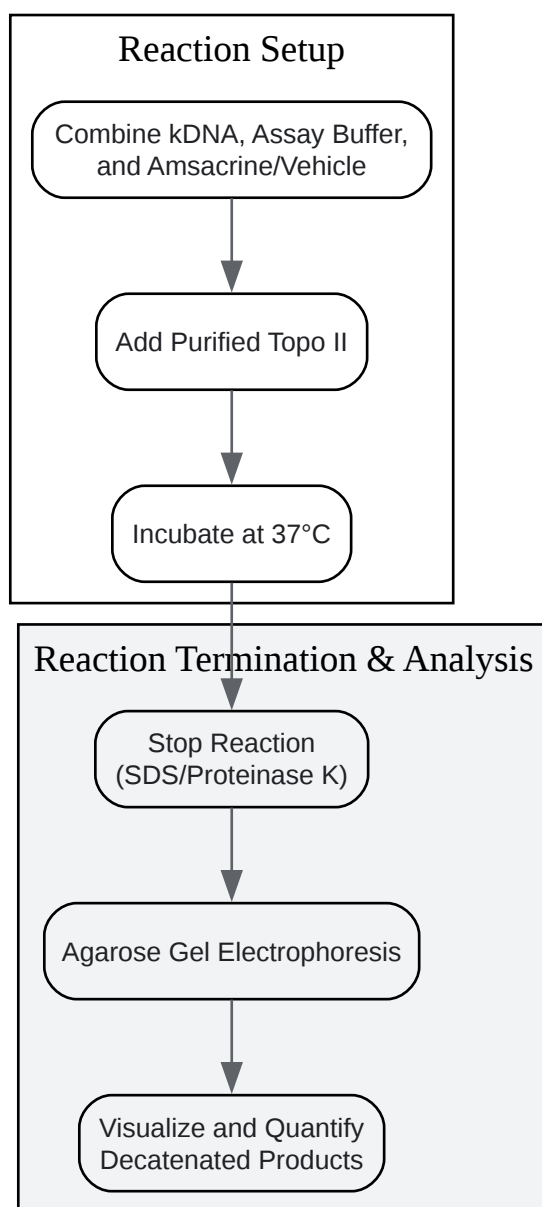 Reaction Setup
Combine kDNA, Assay Buffer,
and Amsacrine/Vehicle
Add Purified Topo II
Incubate at 37°C
Reaction Termination & Analysis
Stop Reaction
(SDS/Proteinase K)
Agarose Gel Electrophoresis
Visualize and Quantify
Decatenated Products